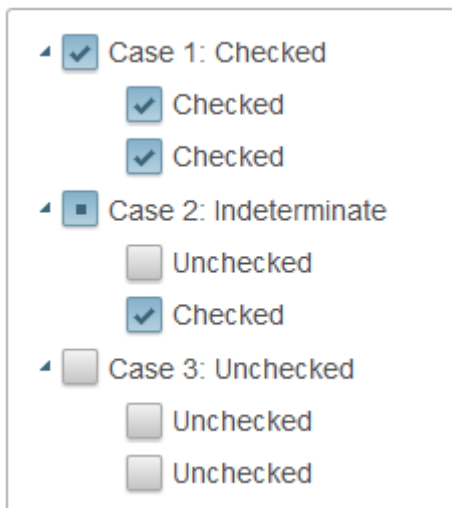 Case 1: Checked
Checked
Checked
Case 2: Indeterminate
Unchecked
Checked
Case 3: Unchecked
Unchecked
Unchecked